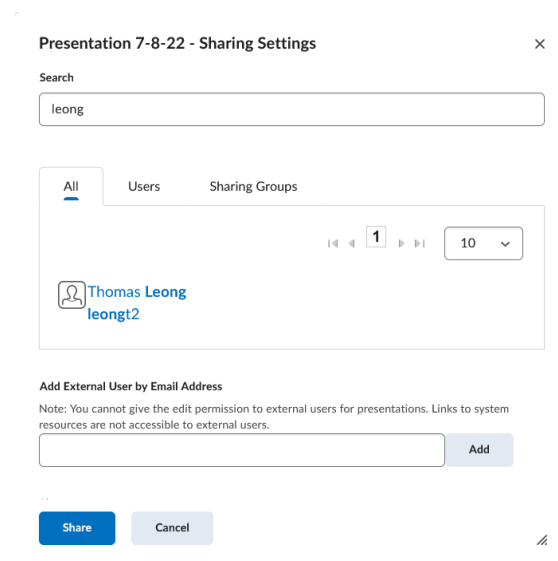 Presentation 7-8-22 - Sharing Settings
Search
leong
All Users Sharing Groups
1 10
Thomas Leong
leongt2
Add External User by Email Address
Note: You cannot give the edit permission to external users for presentations. Links to system
resources are not accessible to external users.
Add
Share Cancel